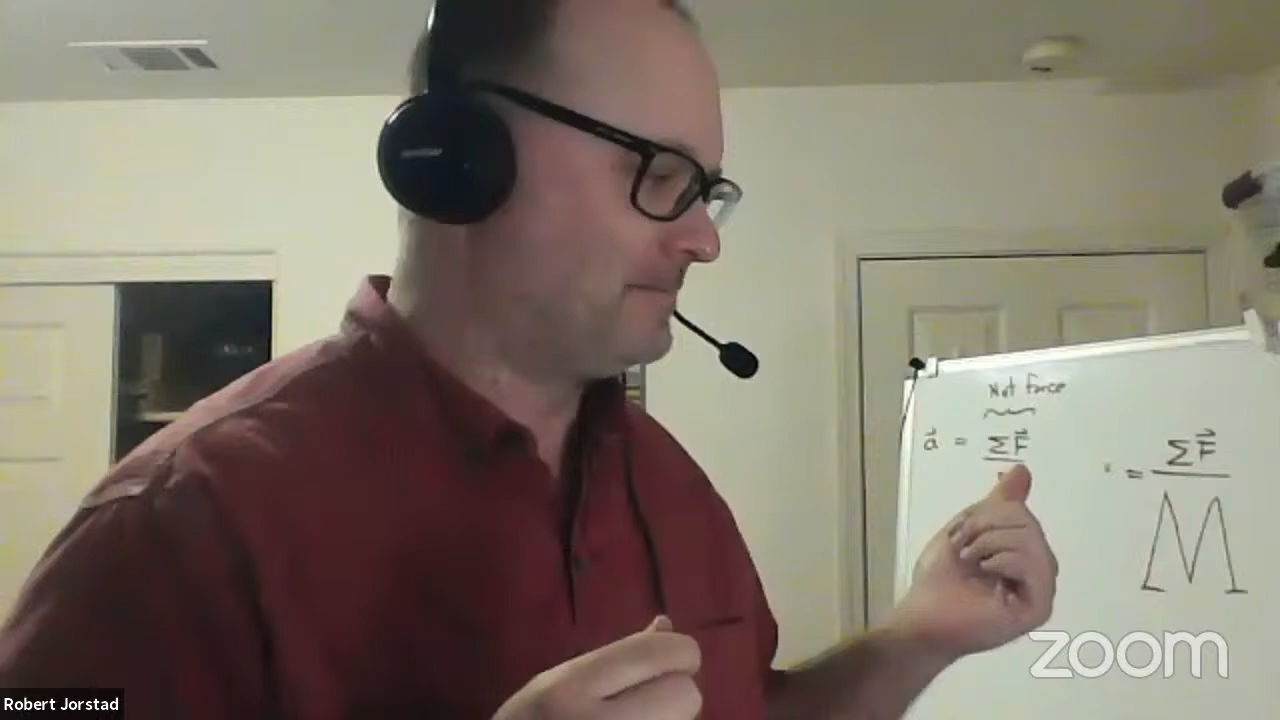 Net force
a⃗ = ΣF⃗
= ΣF⃗
M
zoom
Robert Jorstad